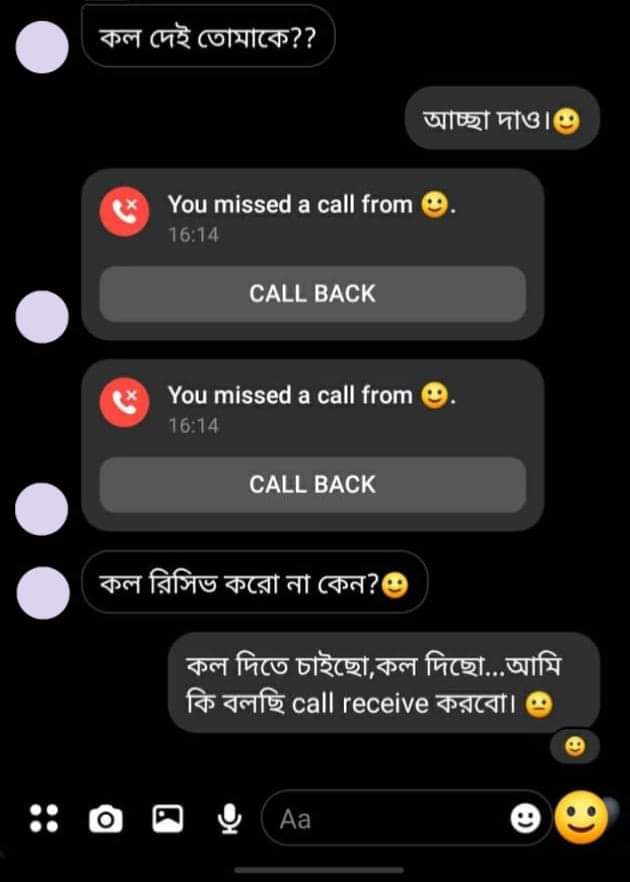 কল দেই তোমাকে??
আচ্ছা দাও।🙂
You missed a call from 🙂.
16:14
CALL BACK
You missed a call from 🙂.
16:14
CALL BACK
কল রিসিভ করো না কেন?🙂
কল দিতে চাইছো,কল দিছো...আমি
কি বলছি call receive করবো। 😐
Aa